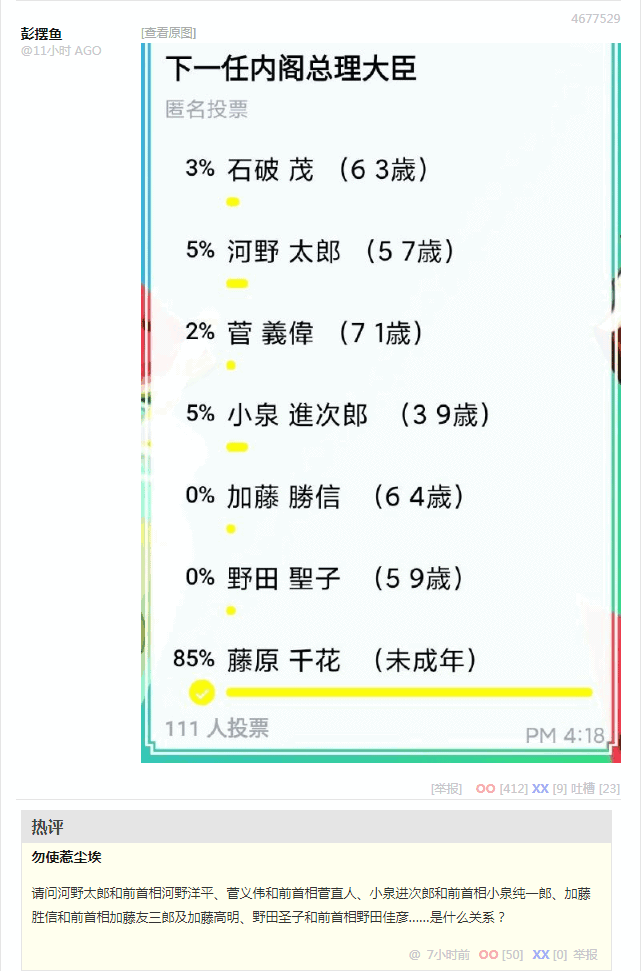 4677529
彭摆鱼
@11小时 AGO
[查看原图]
下一任内阁总理大臣
匿名投票
3% 石破 茂 （6 3歳）
5% 河野 太郎 （5 7歳）
2% 菅 義偉 （7 1歳）
5% 小泉 進次郎 （3 9歳）
0% 加藤 勝信 （6 4歳）
0% 野田 聖子 （5 9歳）
85% 藤原 千花 （未成年）
111 人投票
PM 4:18
[举报] OO [412] XX [9] 吐槽 [23]
热评
勿使惹尘埃
请问河野太郎和前首相河野洋平、菅义伟和前首相菅直人、小泉进次郎和前首相小泉纯一郎、加藤
胜信和前首相加藤友三郎及加藤高明、野田圣子和前首相野田佳彦……是什么关系？
@ 7小时前 OO [50] XX [0] 举报